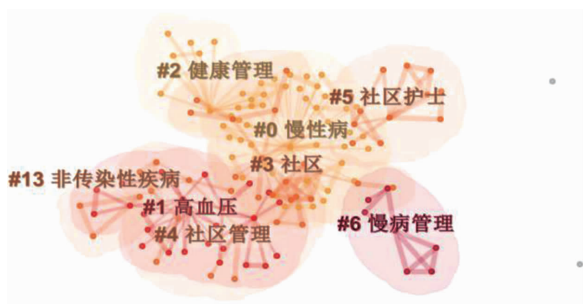 #2 健康管理
#5 社区护士
#0 慢性病
#3 社区
#13 非传染性疾病
#1 高血压
#4 社区管理
#6 慢病管理